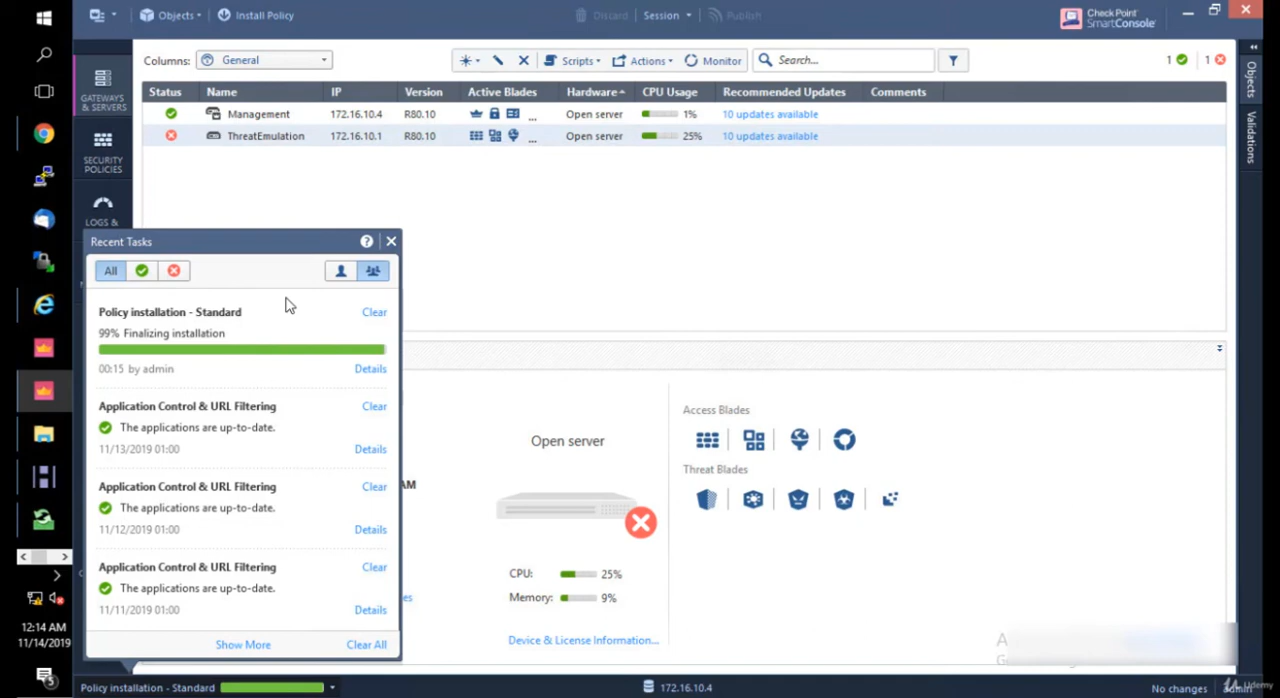 Objects
Install Policy
Discard
Session
Publish
Check Point
SmartConsole
Columns:
General
Scripts
Actions
Monitor
Search...
1
1
Status
Name
IP
Version
Active Blades
Hardware
CPU Usage
Recommended Updates
Comments
Management
172.16.10.4
R80.10
...
Open server
1%
10 updates available
ThreatEmulation
172.16.10.1
R80.10
...
Open server
25%
10 updates available
GATEWAYS
& SERVERS
SECURITY
POLICIES
LOGS &
Objects
Validations
Recent Tasks
All
Policy installation - Standard
Clear
99% Finalizing installation
00:15 by admin
Details
Application Control & URL Filtering
Clear
The applications are up-to-date.
11/13/2019 01:00
Details
Application Control & URL Filtering
Clear
The applications are up-to-date.
11/12/2019 01:00
Details
Application Control & URL Filtering
Clear
The applications are up-to-date.
11/11/2019 01:00
Details
Show More
Clear All
Open server
CPU:
25%
Memory:
9%
Device & License Information...
Access Blades
Threat Blades
12:14 AM
11/14/2019
5
Policy installation - Standard
172.16.10.4
No changes
admin
Udemy